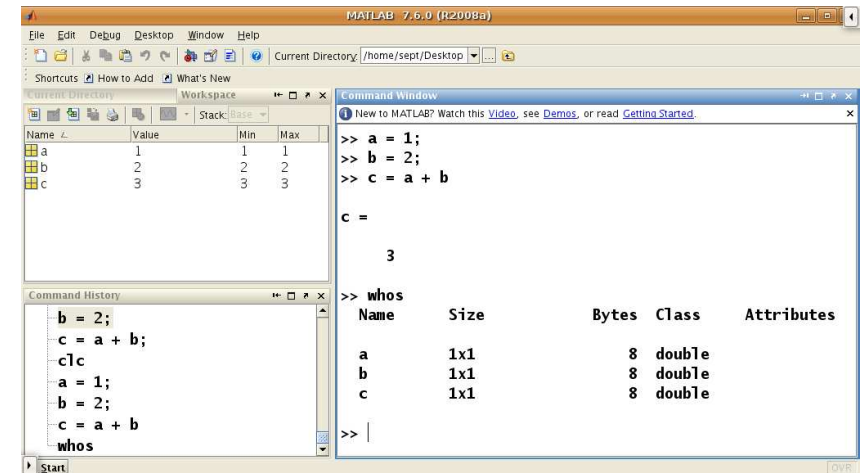 MATLAB 7.6.0 (R2008a)
File Edit Debug Desktop Window Help
Current Directory: /home/sept/Desktop ...
Shortcuts How to Add What's New
Current Directory Workspace
Stack: Base
Name Value Min Max
a 1 1 1
b 2 2 2
c 3 3 3
Command History
b = 2;
c = a + b;
clc
a = 1;
b = 2;
c = a + b
whos
Command Window
New to MATLAB? Watch this Video, see Demos, or read Getting Started.
>> a = 1;
>> b = 2;
>> c = a + b
c =
3
>> whos
Name Size Bytes Class Attributes
a 1x1 8 double
b 1x1 8 double
c 1x1 8 double
>>
Start
OVR